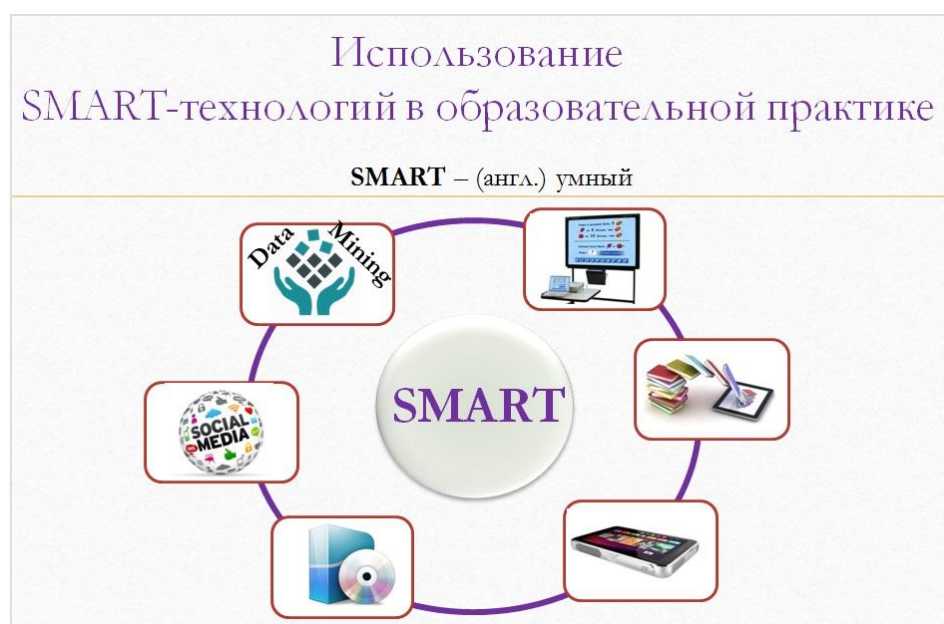 Использование
SMART-технологий в образовательной практике
SMART – (англ.) умный
Data Mining
SMART
SOCIAL
MEDIA